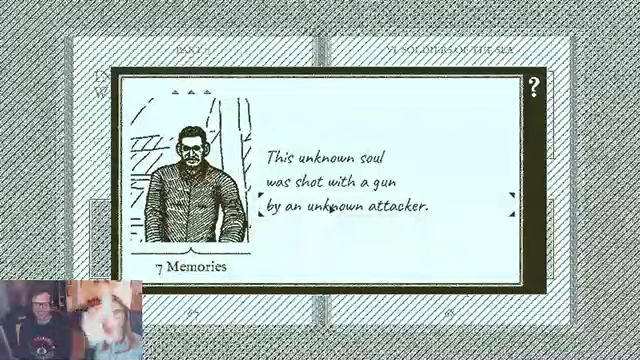 VI SOLDIERS OF THE SEA
?
This unknown soul
was shot with a gun
by an unknown attacker.
7 Memories